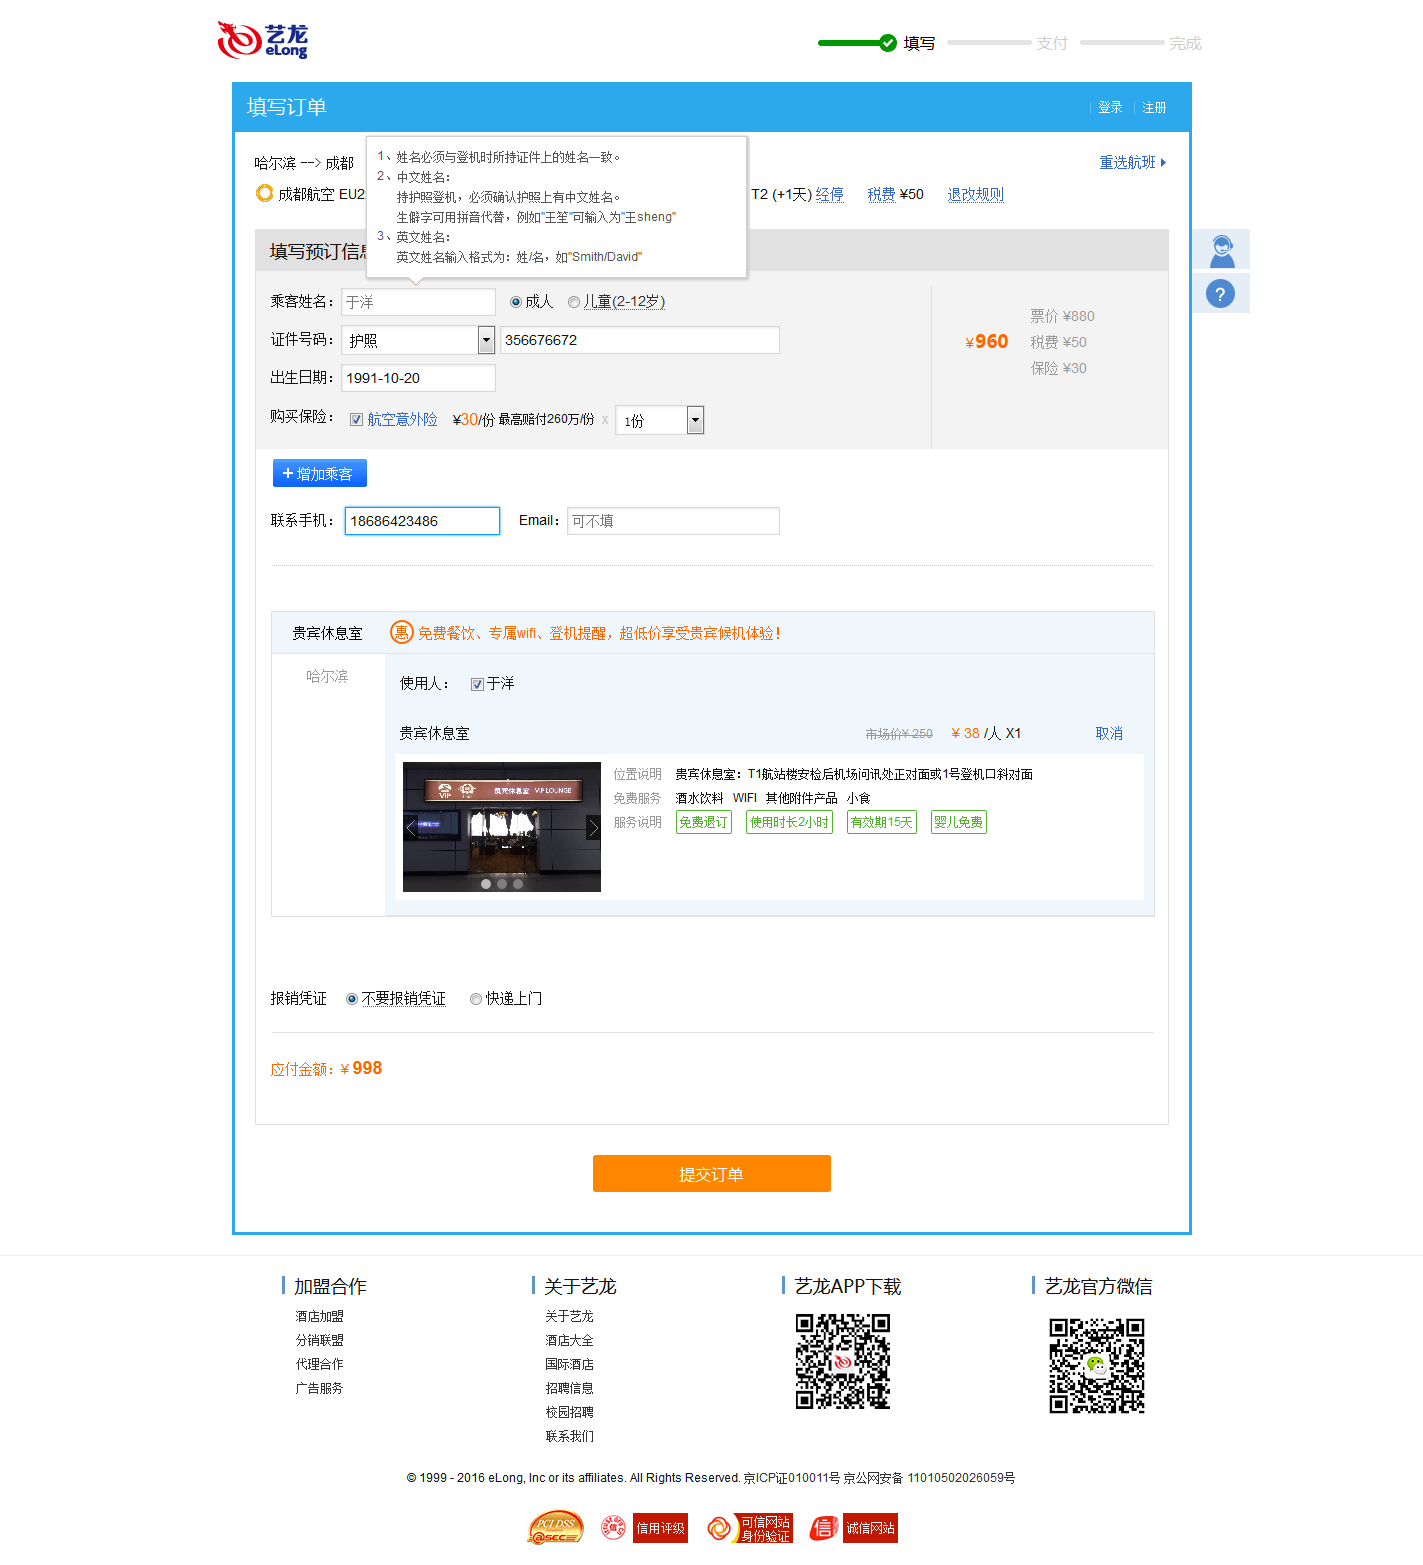 艺龙
eLong
填写 支付 完成
填写订单 登录 注册
哈尔滨 --> 成都 重选航班
成都航空 EU2 T2 (+1天) 经停 税费 ¥50 退改规则
1、姓名必须与登机时所持证件上的姓名一致。
2、中文姓名：
持护照登机，必须确认护照上有中文姓名。
生僻字可用拼音代替，例如"王笙"可输入为"王sheng"
3、英文姓名：
英文姓名输入格式为：姓/名，如"Smith/David"
填写预订信息
乘客姓名： 于洋 成人 儿童(2-12岁)
证件号码： 护照 356676672
出生日期： 1991-10-20
购买保险： 航空意外险 ¥30/份 最高赔付260万/份 x 1份
¥960
票价 ¥880
税费 ¥50
保险 ¥30
+ 增加乘客
联系手机： 18686423486 Email： 可不填
贵宾休息室 惠 免费餐饮、专属wifi、登机提醒，超低价享受贵宾候机体验！
哈尔滨 使用人： 于洋
贵宾休息室 市场价¥ 250 ¥ 38 /人 X1 取消
VIP 贵宾休息室 VIP LOUNGE
位置说明 贵宾休息室：T1航站楼安检后机场问讯处正对面或1号登机口斜对面
免费服务 酒水饮料 WIFI 其他附件产品 小食
服务说明 免费退订 使用时长2小时 有效期15天 婴儿免费
报销凭证 不要报销凭证 快递上门
应付金额：¥ 998
提交订单
?
加盟合作
酒店加盟
分销联盟
代理合作
广告服务
关于艺龙
关于艺龙
酒店大全
国际酒店
招聘信息
校园招聘
联系我们
艺龙APP下载
艺龙官方微信
© 1999 - 2016 eLong, Inc or its affiliates. All Rights Reserved. 京ICP证010011号 京公网安备 11010502026059号
PCI DSS
@SEC
信用评级
可信网站
身份验证
信 诚信网站